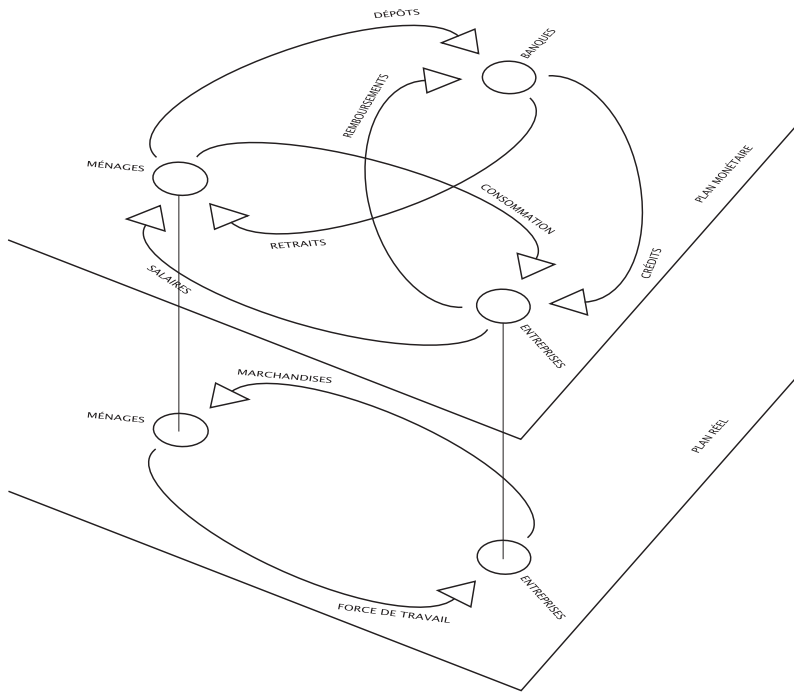 DÉPÔTS
BANQUES
REMBOURSEMENTS
MÉNAGES
PLAN MONÉTAIRE
CONSOMMATION
RETRAITS
CRÉDITS
SALAIRES
ENTREPRISES
MARCHANDISES
MÉNAGES
PLAN RÉEL
ENTREPRISES
FORCE DE TRAVAIL